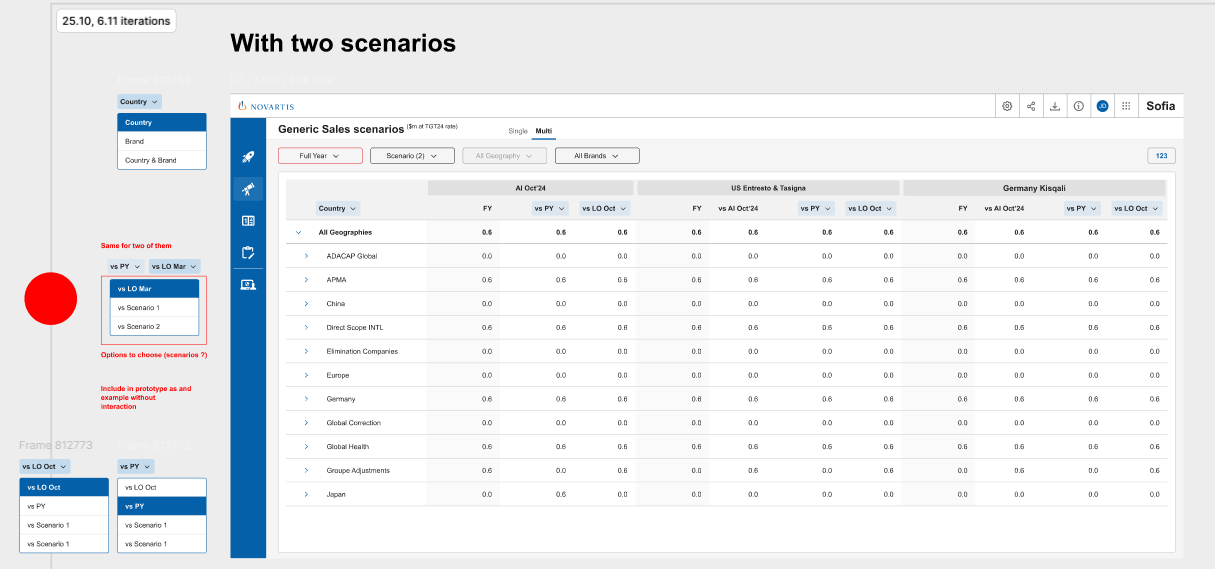 25.10, 6.11 iterations
With two scenarios
Country
Country
Brand
Country & Brand
Same for two of them
vs PY
vs LO Mar
vs LO Mar
vs Scenario 1
vs Scenario 2
Options to choose (scenarios ?)
Include in prototype as and
example without
interaction
Frame 812773
vs LO Oct
vs LO Oct
vs PY
vs Scenario 1
vs Scenario 1
vs PY
vs LO Oct
vs PY
vs Scenario 1
vs Scenario 1
NOVARTIS
JD
Sofia
Generic Sales scenarios ($m at TGT24 rate)
Single Multi
Full Year Scenario (2) All Geography All Brands 123
AI Oct'24 US Entresto & Tasigna Germany Kisqali
Country FY vs PY vs LO Oct FY vs AI Oct'24 vs PY vs LO Oct FY vs AI Oct'24 vs PY vs LO Oct
All Geographies 0.6 0.6 0.6 0.6 0.6 0.6 0.6 0.6 0.6 0.6 0.6
ADACAP Global 0.0 0.0 0.0 0.0 0.0 0.0 0.0 0.0 0.0 0.0 0.0
APMA 0.6 0.6 0.6 0.6 0.6 0.6 0.6 0.6 0.6 0.6 0.6
China 0.0 0.0 0.0 0.0 0.0 0.0 0.0 0.0 0.0 0.0 0.0
Direct Scope INTL 0.6 0.6 0.6 0.6 0.6 0.6 0.6 0.6 0.6 0.6 0.6
Elimination Companies 0.0 0.0 0.0 0.0 0.0 0.0 0.0 0.0 0.0 0.0 0.0
Europe 0.0 0.0 0.0 0.0 0.0 0.0 0.0 0.0 0.0 0.0 0.0
Germany 0.6 0.6 0.6 0.6 0.6 0.6 0.6 0.6 0.6 0.6 0.6
Global Correction 0.0 0.0 0.0 0.0 0.0 0.0 0.0 0.0 0.0 0.0 0.0
Global Health 0.6 0.6 0.6 0.6 0.6 0.6 0.6 0.6 0.6 0.6 0.6
Groupe Adjustments 0.6 0.0 0.6 0.0 0.6 0.0 0.6 0.0 0.6 0.0 0.6
Japan 0.0 0.6 0.0 0.0 0.0 0.0 0.0 0.0 0.0 0.0 0.0